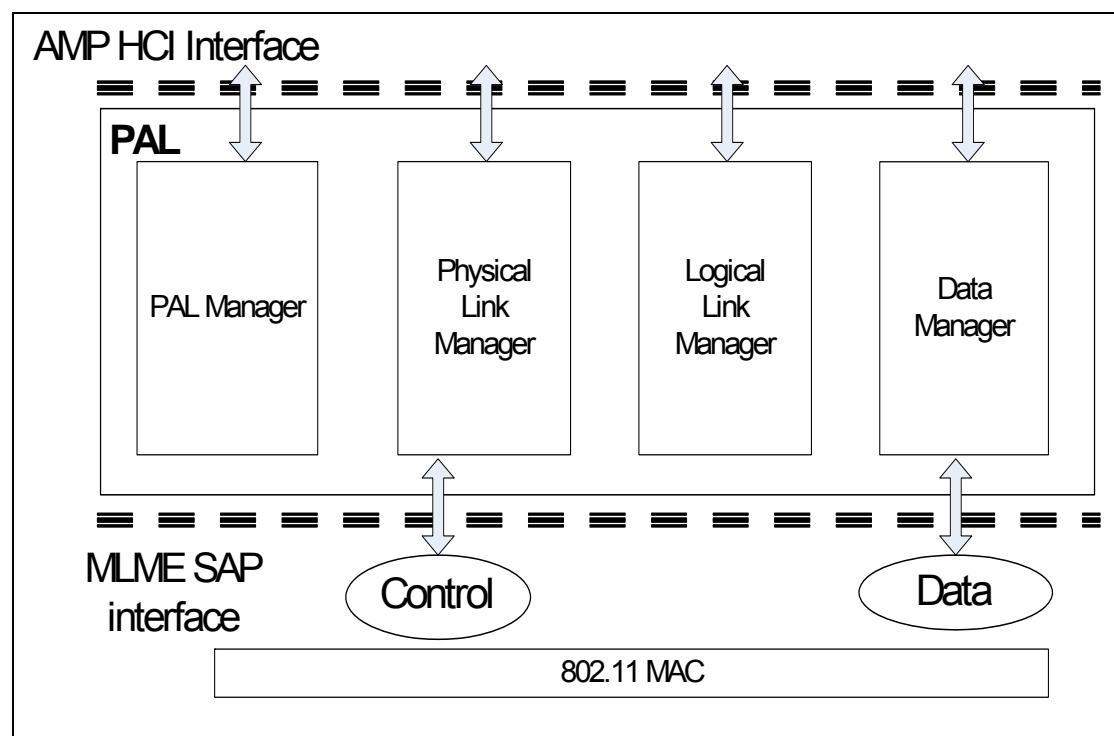 AMP HCI Interface
PAL
PAL Manager
Physical
Link
Manager
Logical
Link
Manager
Data
Manager
MLME SAP
interface
Control
Data
802.11 MAC